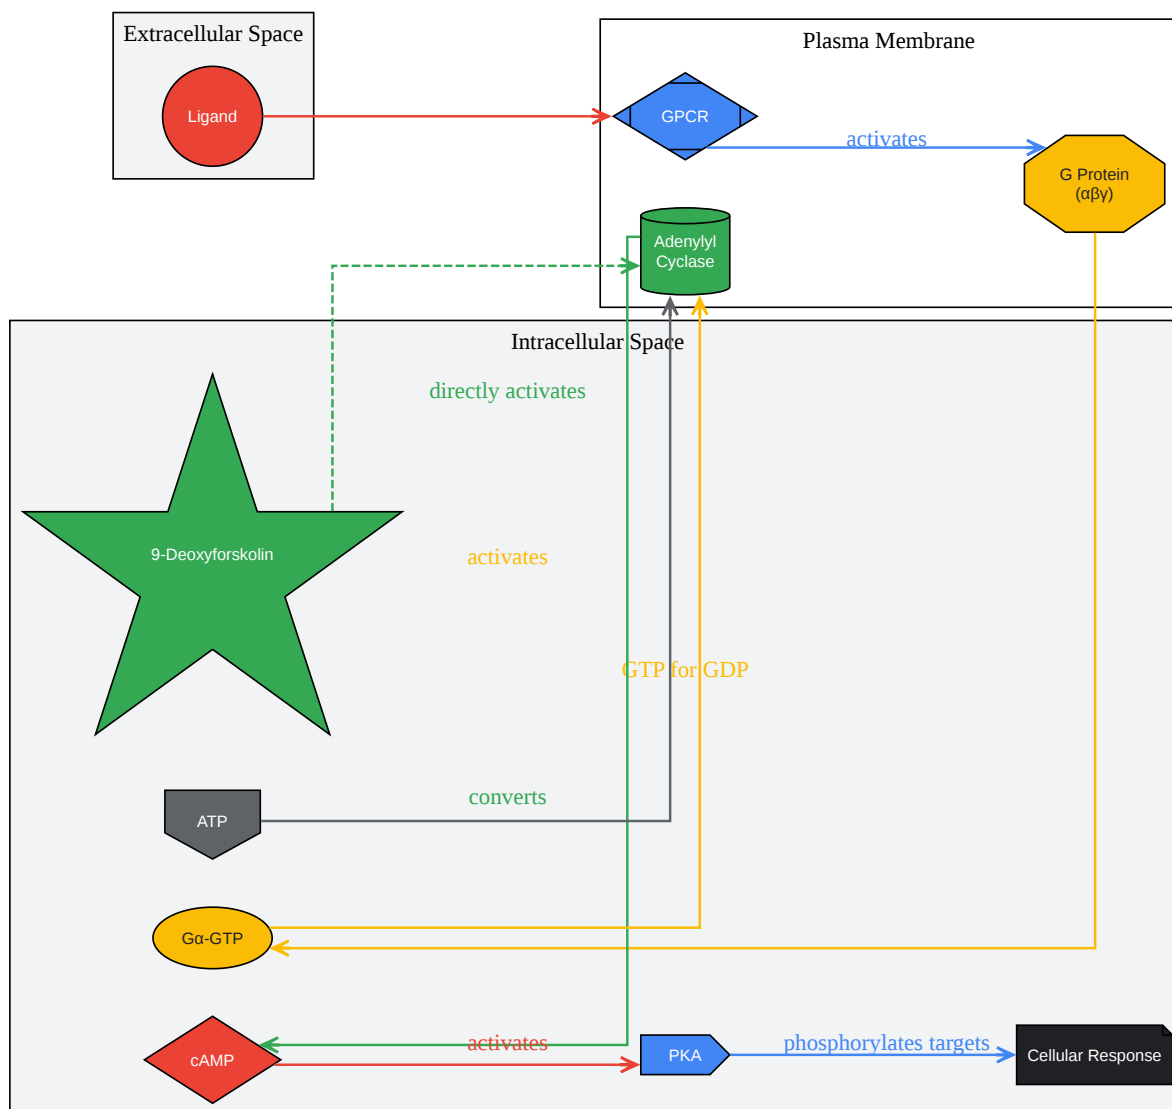 Extracellular Space
Plasma Membrane
Ligand
GPCR
activates
G Protein
(αβγ)
Adenylyl
Cyclase
Intracellular Space
directly activates
9-Deoxyforskolin
activates
GTP for GDP
converts
ATP
Gα-GTP
activates
phosphorylates targets
cAMP
PKA
Cellular Response